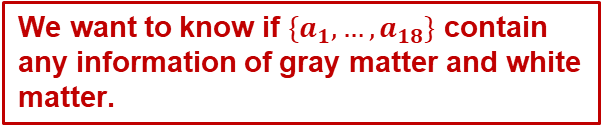 We want to know if {a₁, … , a₁₈} contain
any information of gray matter and white
matter.